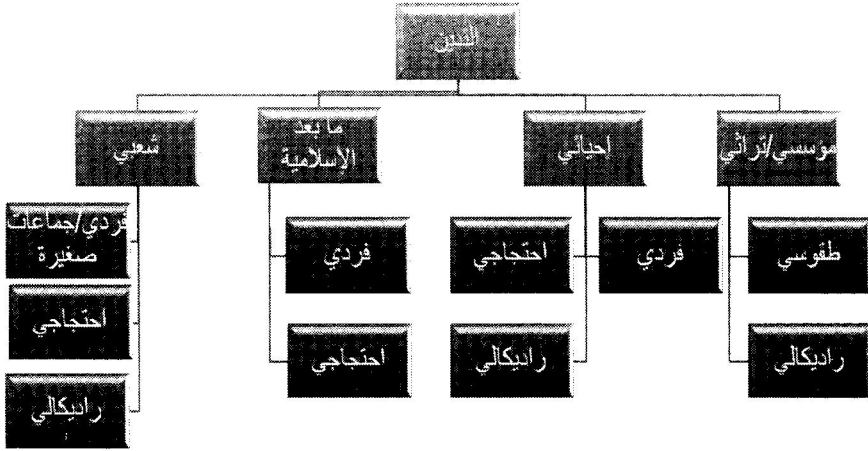 التدين
مؤسسي/تراثي
إحيائي
ما بعد
الإسلامية
شعبي
طقوسي
راديكالي
فردي
احتجاجي
راديكالي
فردي
احتجاجي
فردي/جماعات
صغيرة
احتجاجي
راديكالي